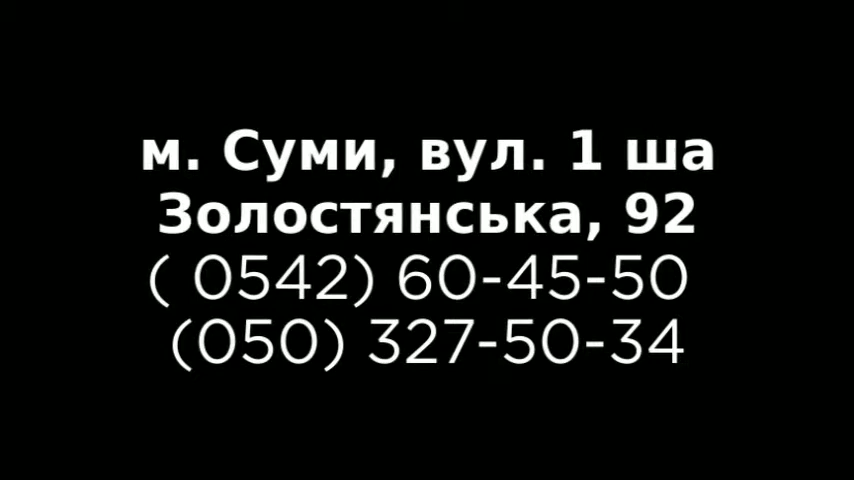 м. Суми, вул. 1 ша
Золостянська, 92
( 0542) 60-45-50
(050) 327-50-34